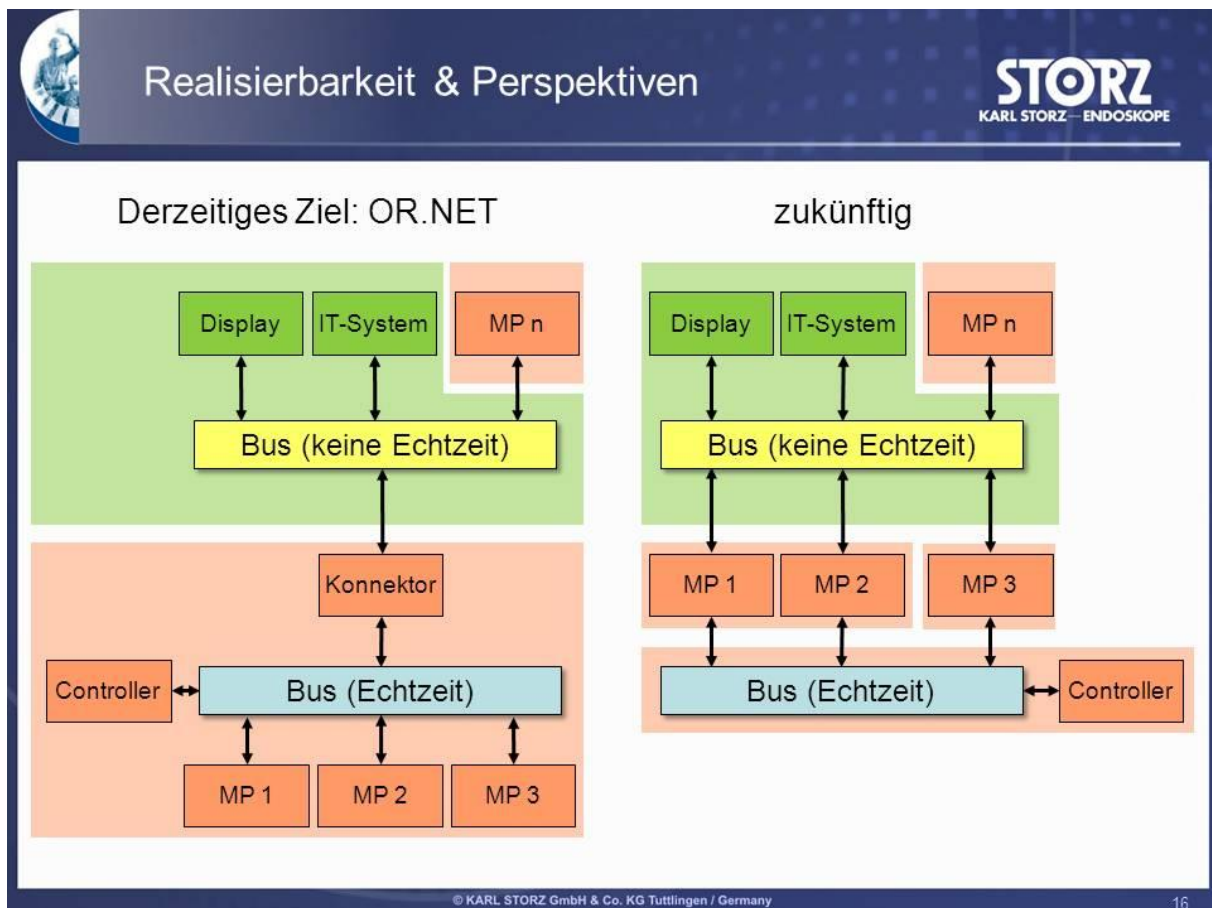 Realisierbarkeit & Perspektiven
STORZ
KARL STORZ—ENDOSKOPE
Derzeitiges Ziel: OR.NET
Display
IT-System
MP n
Bus (keine Echtzeit)
Konnektor
Controller
Bus (Echtzeit)
MP 1
MP 2
MP 3
zukünftig
Display
IT-System
MP n
Bus (keine Echtzeit)
MP 1
MP 2
MP 3
Bus (Echtzeit)
Controller
© KARL STORZ GmbH & Co. KG Tuttlingen / Germany
16